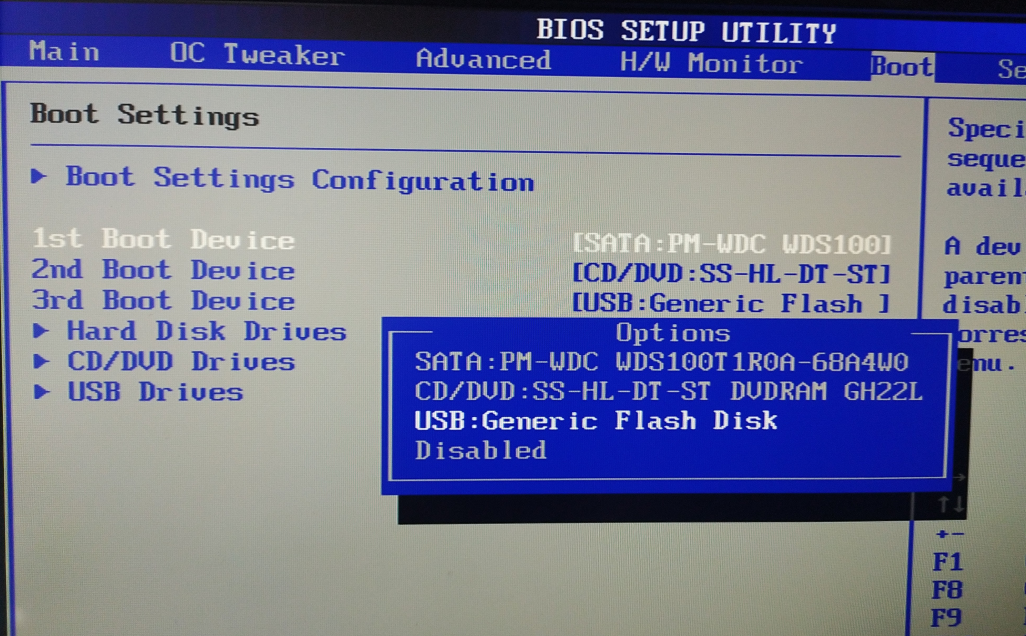 BIOS SETUP UTILITY
Main OC Tweaker Advanced H/W Monitor Boot Se
Boot Settings
Boot Settings Configuration
1st Boot Device [SATA:PM-WDC WDS100]
2nd Boot Device [CD/DVD:SS-HL-DT-ST]
3rd Boot Device [USB:Generic Flash ]
Hard Disk Drives
CD/DVD Drives
USB Drives
Options
SATA:PM-WDC WDS100T1R0A-68A4W0
CD/DVD:SS-HL-DT-ST DVDRAM GH22L
USB:Generic Flash Disk
Disabled
Speci
seque
avail
A dev
paren
disab
orres
enu.
→
↑↓
+-
F1
F8
F9